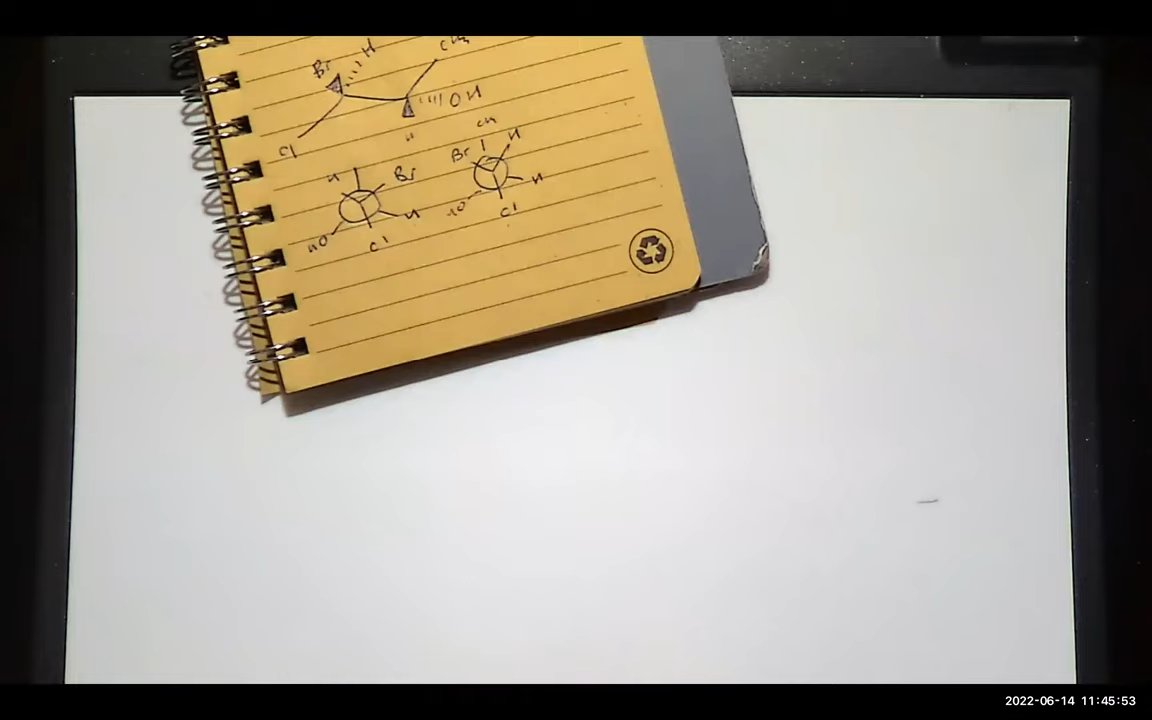 Br H CH3
OH
Cl H
H Br
H
HO Cl
CH3 H
Br
H
HO Cl
2022-06-14 11:45:53